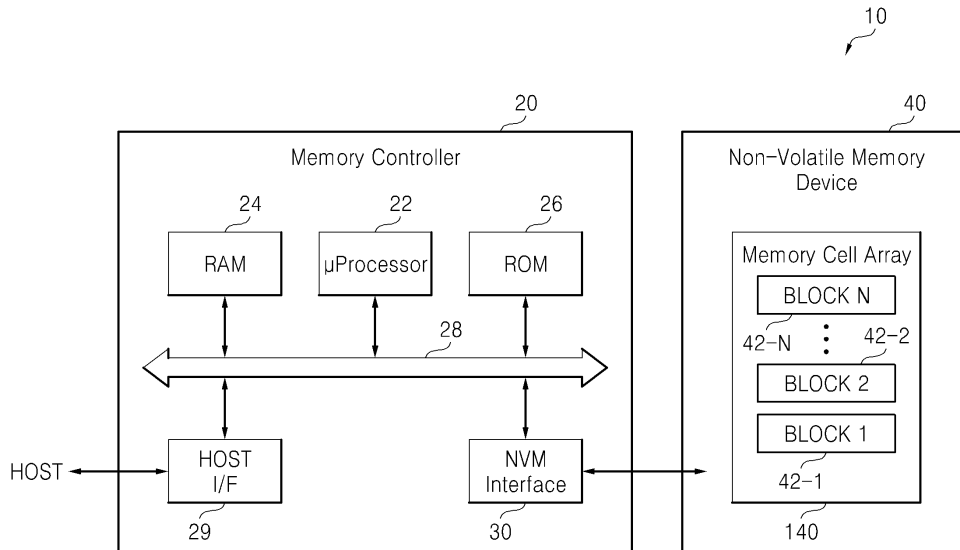 10
20
40
Memory Controller
Non-Volatile Memory
Device
24
22
26
RAM
μProcessor
ROM
Memory Cell Array
BLOCK N
42-N
42-2
28
BLOCK 2
BLOCK 1
42-1
HOST
HOST
I/F
NVM
Interface
29
30
140